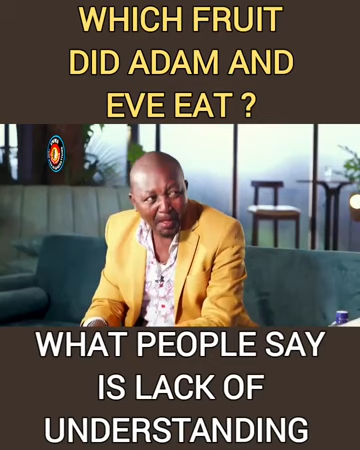 WHICH FRUIT
DID ADAM AND
EVE EAT ?
WHAT PEOPLE SAY
IS LACK OF
UNDERSTANDING